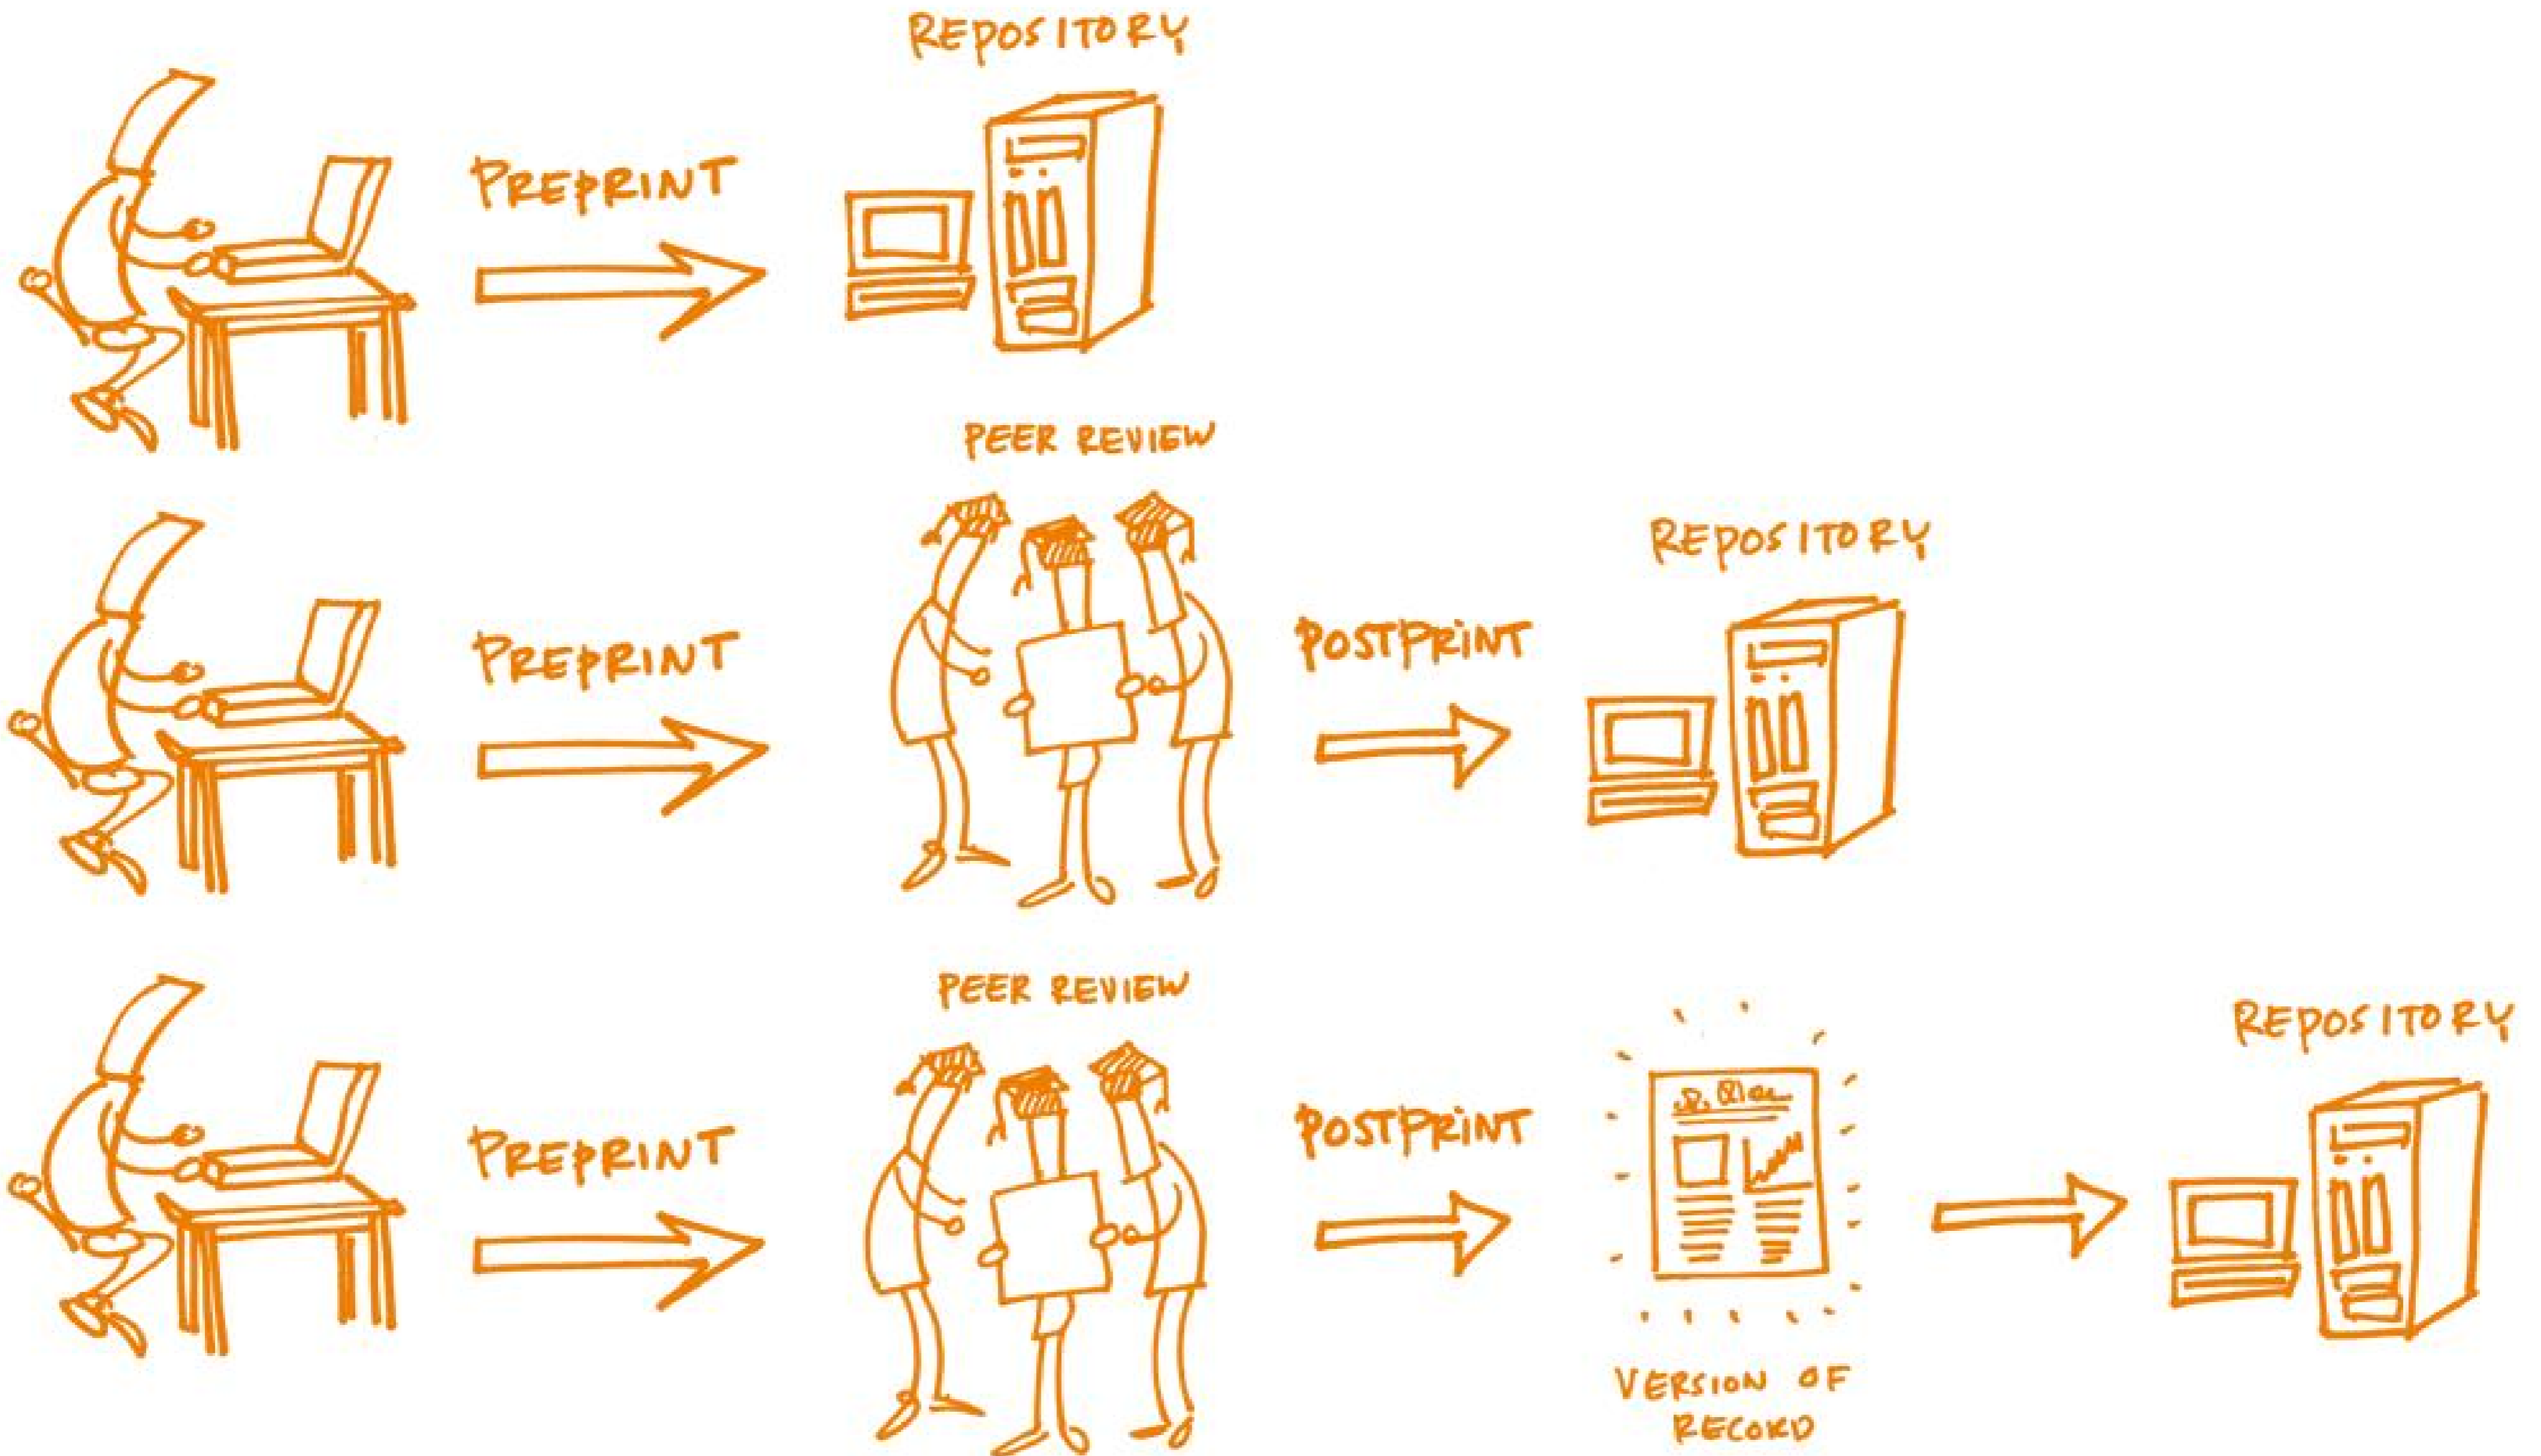 REPOSITORY
PREPRINT
PEER REVIEW
REPOSITORY
PREPRINT
POSTPRINT
PEER REVIEW
REPOSITORY
PREPRINT
POSTPRINT
VERSION OF
RECORD